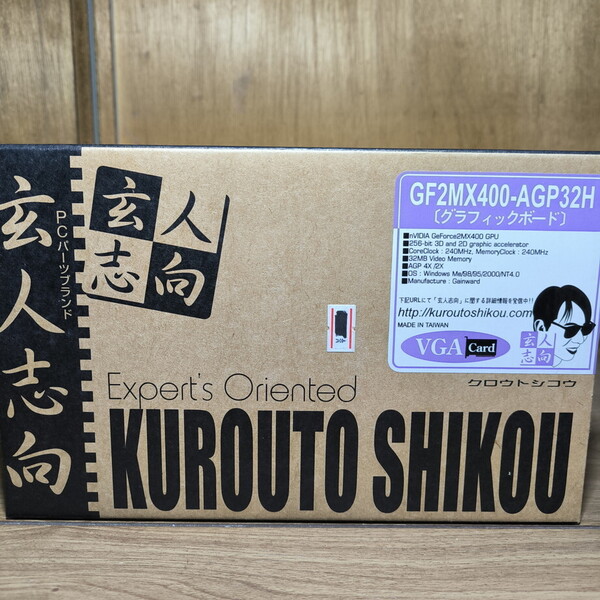 玄人志向
PCパーツブランド
玄人
志向
GF2MX400-AGP32H
〔グラフィックボード〕
■nVIDIA GeForce2MX400 GPU
■256-bit 3D and 2D graphic accelerator
■CoreClock : 240MHz, MemoryClock : 240MHz
■32MB Video Memory
■AGP 4X /2X
■OS : Windows Me/98/95/2000/NT4.0
■Manufacture : Gainward
下記URLにて「玄人志向」に関する詳細情報を発信中!!
http://kuroutoshikou.com
MADE IN TAIWAN
VGA Card
玄人
志向
クロウトシコウ
Expert's Oriented
KUROUTO SHIKOU